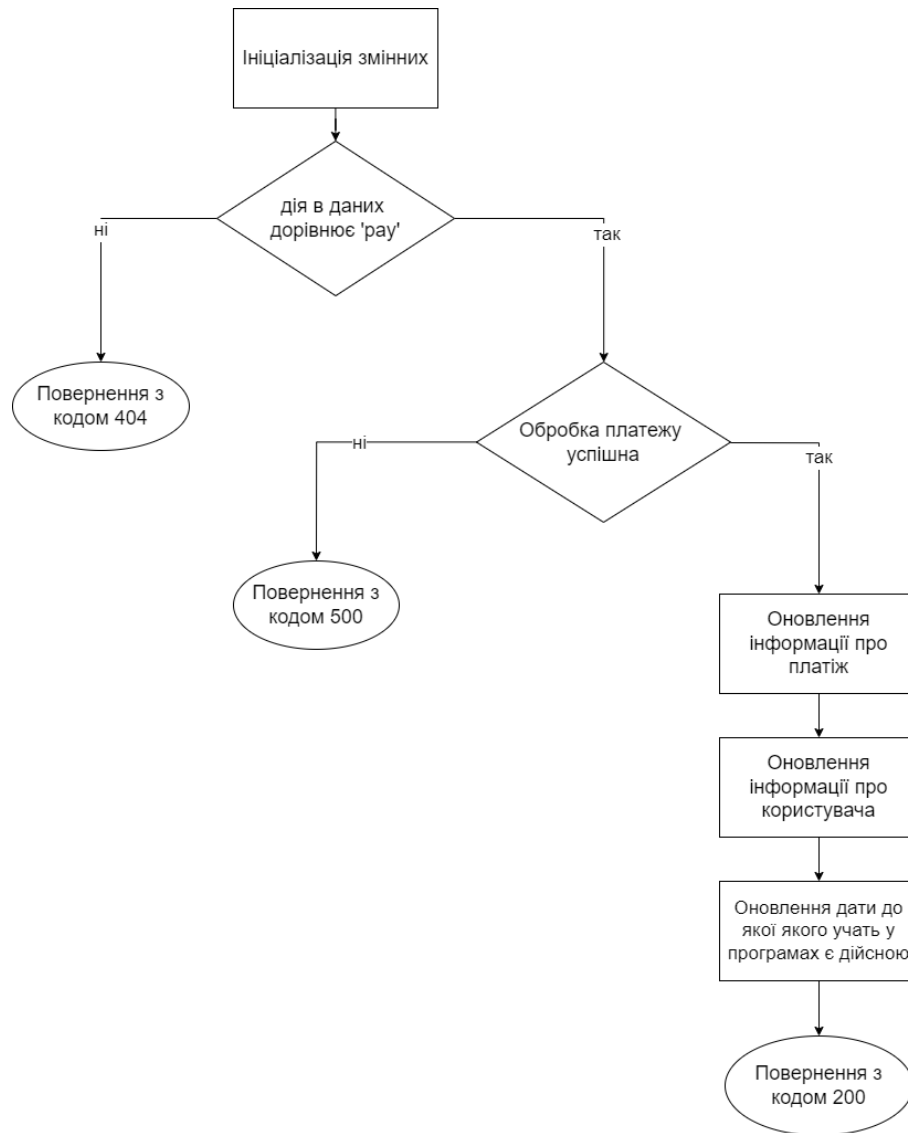 Ініціалізація змінних
дія в даних
дорівнює 'pay'
ні
так
Повернення з
кодом 404
Обробка платежу
успішна
ні
так
Повернення з
кодом 500
Оновлення
інформації про
платіж
Оновлення
інформації про
користувача
Оновлення дати до
якої якого учать у
програмах є дійсною
Повернення з
кодом 200